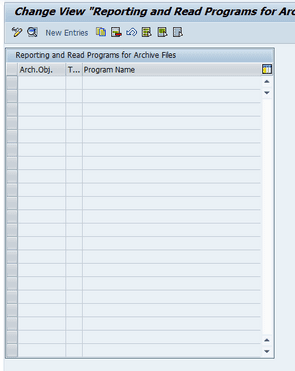 Change View "Reporting and Read Programs for Arc
New Entries
Reporting and Read Programs for Archive Files
Arch.Obj. T... Program Name